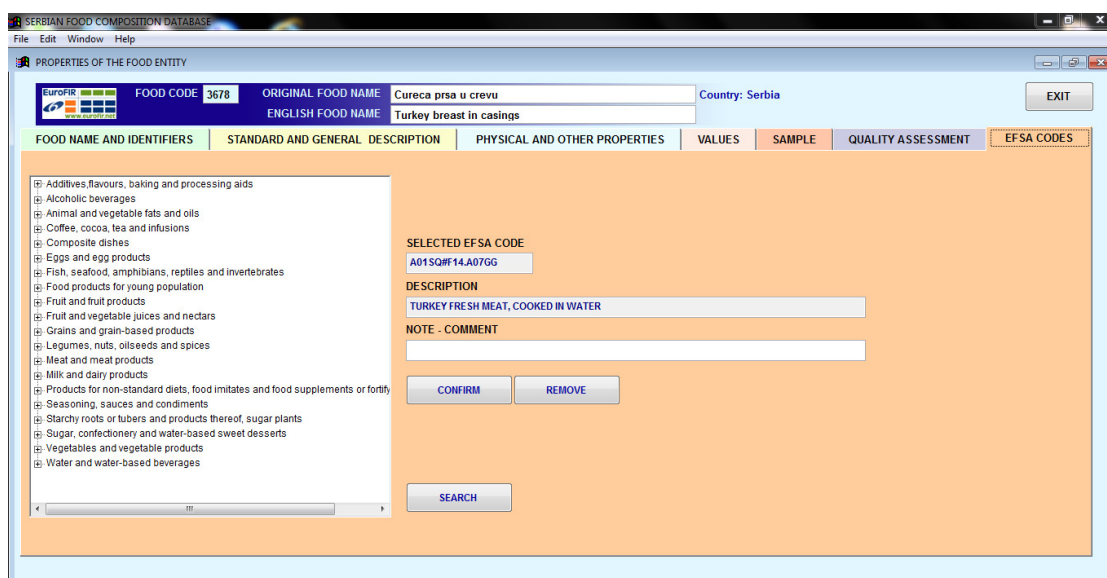 SERBIAN FOOD COMPOSITION DATABASE
File Edit Window Help
PROPERTIES OF THE FOOD ENTITY
EuroFIR
www.eurofir.net
FOOD CODE 3678
ORIGINAL FOOD NAME Cureca prsa u crevu
Country: Serbia
EXIT
ENGLISH FOOD NAME Turkey breast in casings
FOOD NAME AND IDENTIFIERS STANDARD AND GENERAL DESCRIPTION PHYSICAL AND OTHER PROPERTIES VALUES SAMPLE QUALITY ASSESSMENT EFSA CODES
Additives,flavours, baking and processing aids
Alcoholic beverages
Animal and vegetable fats and oils
Coffee, cocoa, tea and infusions
Composite dishes
Eggs and egg products
Fish, seafood, amphibians, reptiles and invertebrates
Food products for young population
Fruit and fruit products
Fruit and vegetable juices and nectars
Grains and grain-based products
Legumes, nuts, oilseeds and spices
Meat and meat products
Milk and dairy products
Products for non-standard diets, food imitates and food supplements or fortify
Seasoning, sauces and condiments
Starchy roots or tubers and products thereof, sugar plants
Sugar, confectionery and water-based sweet desserts
Vegetables and vegetable products
Water and water-based beverages
SELECTED EFSA CODE
A01SQ#F14.A07GG
DESCRIPTION
TURKEY FRESH MEAT, COOKED IN WATER
NOTE - COMMENT
CONFIRM REMOVE
SEARCH